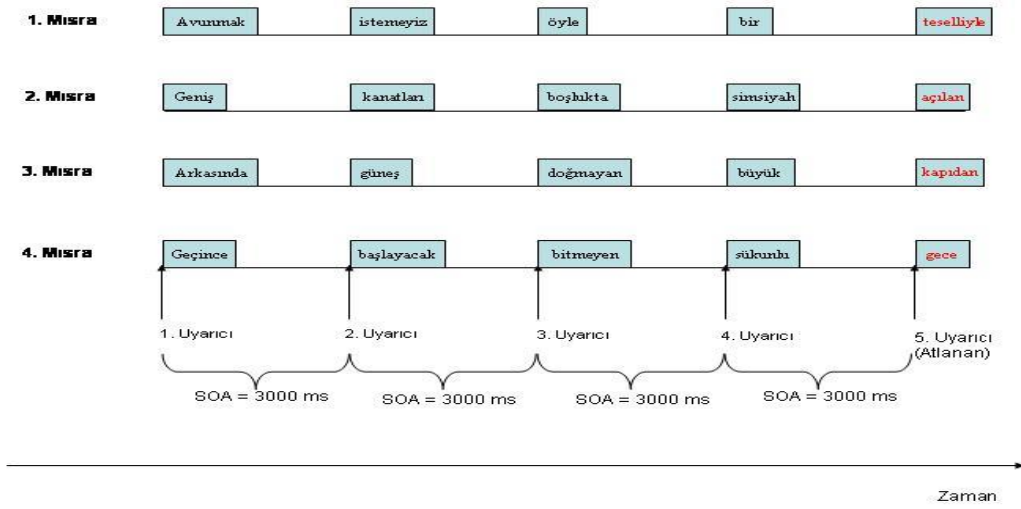 1. Mısra Avunmak istemeyiz öyle bir teselliyle
2. Mısra Geniş kanatları boşlukta simsiyah açılan
3. Mısra Arkasında güneş doğmayan büyük kapıdan
4. Mısra Geçince başlayacak bitmeyen sükunlu gece
1. Uyarıcı 2. Uyarıcı 3. Uyarıcı 4. Uyarıcı 5. Uyarıcı
(Atlanan)
SOA = 3000 ms SOA = 3000 ms SOA = 3000 ms SOA = 3000 ms
Zaman